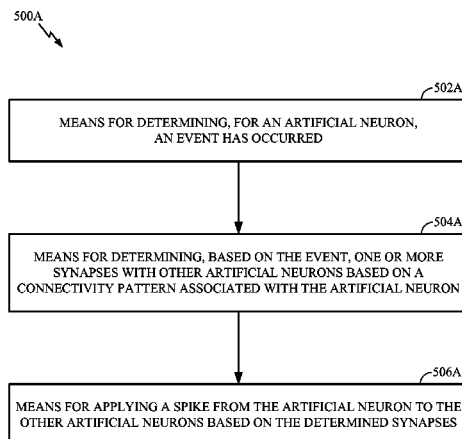 500A
502A
MEANS FOR DETERMINING, FOR AN ARTIFICIAL NEURON,
AN EVENT HAS OCCURRED
504A
MEANS FOR DETERMINING, BASED ON THE EVENT, ONE OR MORE
SYNAPSES WITH OTHER ARTIFICIAL NEURONS BASED ON A
CONNECTIVITY PATTERN ASSOCIATED WITH THE ARTIFICIAL NEURON
506A
MEANS FOR APPLYING A SPIKE FROM THE ARTIFICIAL NEURON TO THE
OTHER ARTIFICIAL NEURONS BASED ON THE DETERMINED SYNAPSES